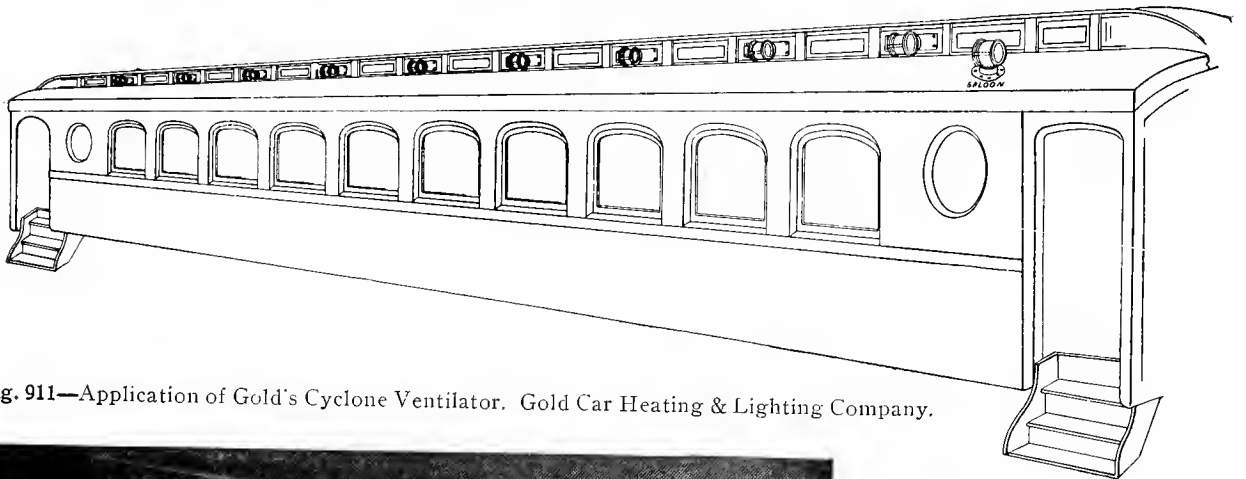 SALOON
g. 911—Application of Gold's Cyclone Ventilator. Gold Car Heating & Lighting Company.